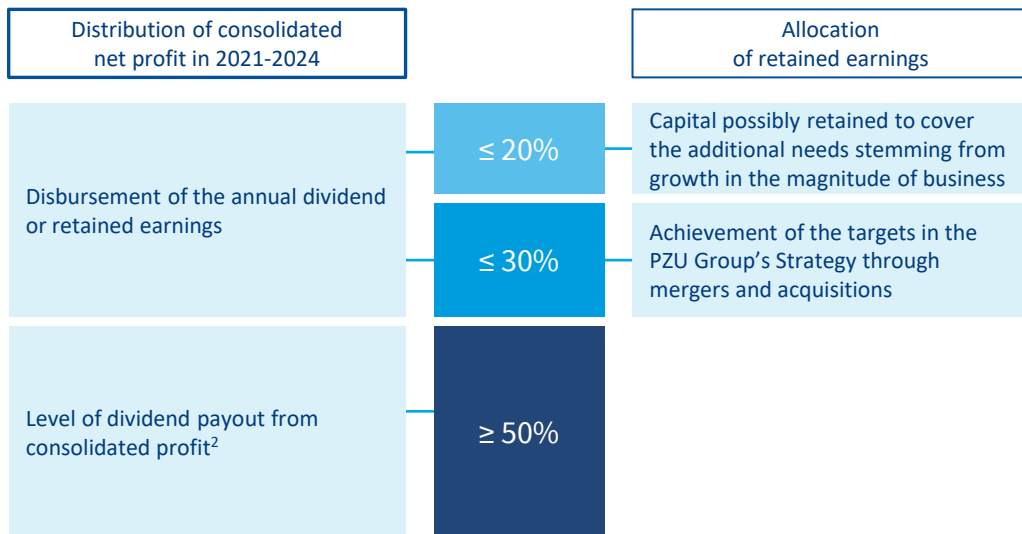 Distribution of consolidated
net profit in 2021-2024
Allocation
of retained earnings
Disbursement of the annual dividend
or retained earnings
≤ 20%
Capital possibly retained to cover
the additional needs stemming from
growth in the magnitude of business
≤ 30%
Achievement of the targets in the
PZU Group’s Strategy through
mergers and acquisitions
Level of dividend payout from
consolidated profit²
≥ 50%